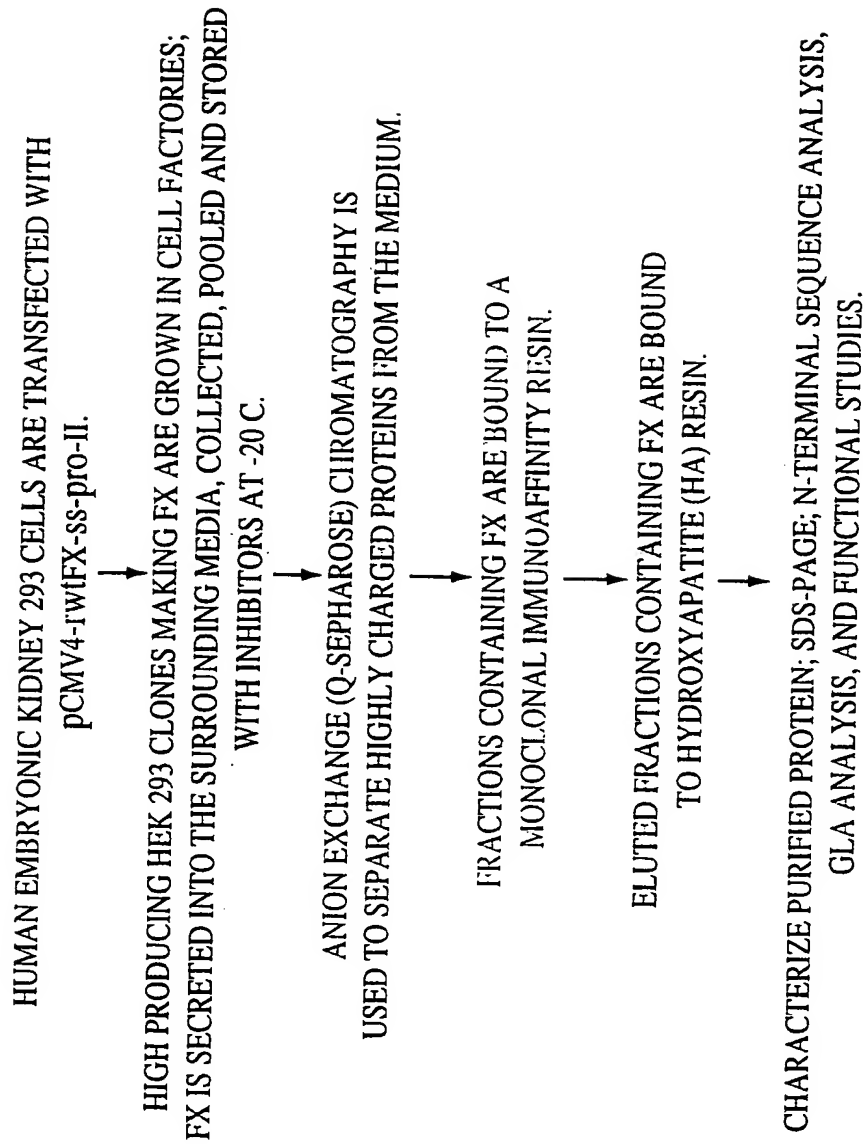 HUMAN EMBRYONIC KIDNEY 293 CELLS ARE TRANSFECTED WITH
pCMV4-rwtFX-ss-pro-II.
HIGH PRODUCING HEK 293 CLONES MAKING FX ARE GROWN IN CELL FACTORIES;
FX IS SECRETED INTO THE SURROUNDING MEDIA, COLLECTED, POOLED AND STORED
WITH INHIBITORS AT -20 C.
ANION EXCHANGE (Q-SEPHAROSE) CHROMATOGRAPHY IS
USED TO SEPARATE HIGHLY CHARGED PROTEINS FROM THE MEDIUM.
FRACTIONS CONTAINING FX ARE BOUND TO A
MONOCLONAL IMMUNOAFFINITY RESIN.
ELUTED FRACTIONS CONTAINING FX ARE BOUND
TO HYDROXYAPATITE (HA) RESIN.
CHARACTERIZE PURIFIED PROTEIN; SDS-PAGE; N-TERMINAL SEQUENCE ANALYSIS,
GLA ANALYSIS, AND FUNCTIONAL STUDIES.